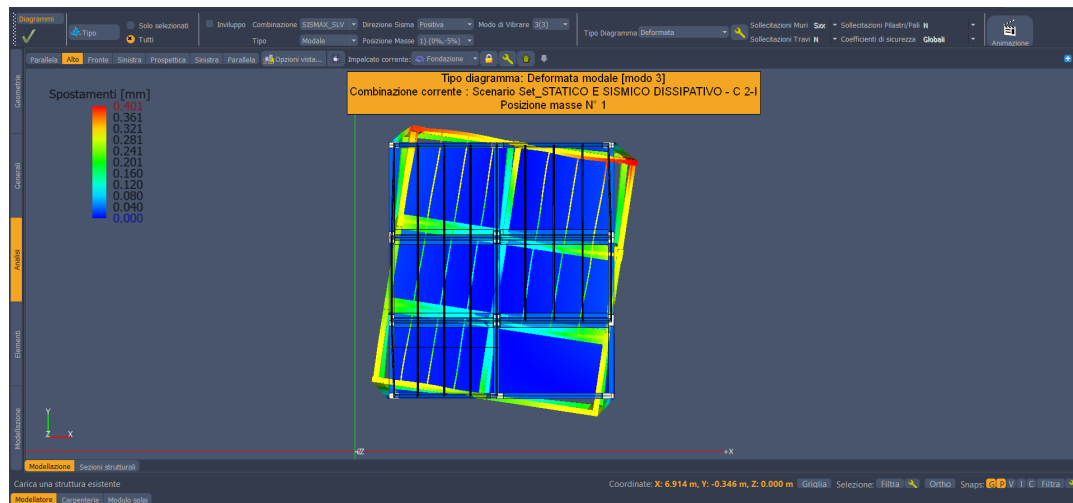 Diagrammi
Tipo
Solo selezionati
Tutti
Inviluppo Combinazione SISMAX_SLV Direzione Sisma Positiva Modo di Vibrare 3(3)
Tipo Modale Posizione Masse 1) (0%,-5%)
Tipo Diagramma Deformata
Sollecitazioni Muri Sxx Sollecitazioni Pilastri/Pali N
Sollecitazioni Travi N Coefficienti di sicurezza Globali
Animazione
Parallela Alto Fronte Sinistra Prospettica Sinistra Parallela Opzioni vista... Impalcato corrente: Fondazione
Geometrie
Generali
Analisi
Elementi
Modellazione
Tipo diagramma: Deformata modale [modo 3]
Combinazione corrente : Scenario Set_STATICO E SISMICO DISSIPATIVO - C 2-I
Posizione masse N° 1
Spostamenti [mm]
0.401
0.361
0.321
0.281
0.241
0.201
0.160
0.120
0.080
0.040
0.000
Y
Z X
+X
Modellazione Sezioni strutturali
Carica una struttura esistente
Coordinate: X: 6.914 m, Y: -0.346 m, Z: 0.000 m Griglia Selezione: Filtra Ortho Snaps: G P V I C Filtra
Modellatore Carpenterie Modulo solai